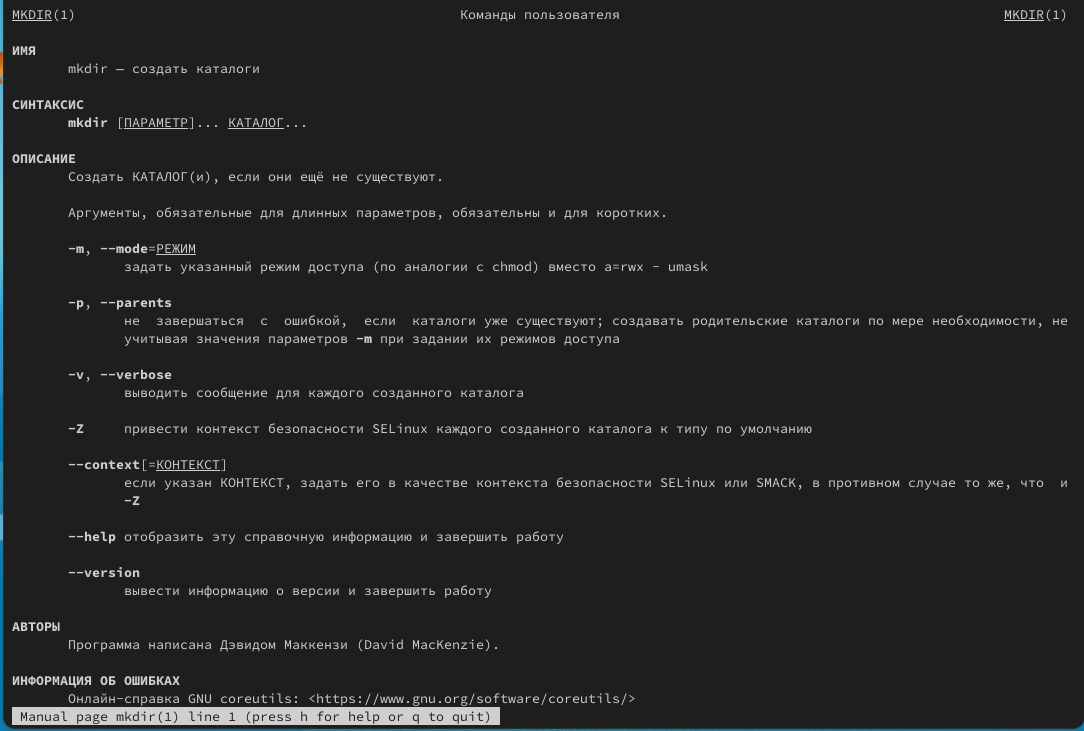 MKDIR(1) Команды пользователя MKDIR(1)
ИМЯ
mkdir — создать каталоги
СИНТАКСИС
mkdir [ПАРАМЕТР]... КАТАЛОГ...
ОПИСАНИЕ
Создать КАТАЛОГ(и), если они ещё не существуют.
Аргументы, обязательные для длинных параметров, обязательны и для коротких.
-m, --mode=РЕЖИМ
задать указанный режим доступа (по аналогии с chmod) вместо a=rwx - umask
-p, --parents
не завершаться с ошибкой, если каталоги уже существуют; создавать родительские каталоги по мере необходимости, не
учитывая значения параметров -m при задании их режимов доступа
-v, --verbose
выводить сообщение для каждого созданного каталога
-Z привести контекст безопасности SELinux каждого созданного каталога к типу по умолчанию
--context[=КОНТЕКСТ]
если указан КОНТЕКСТ, задать его в качестве контекста безопасности SELinux или SMACK, в противном случае то же, что и
-Z
--help отобразить эту справочную информацию и завершить работу
--version
вывести информацию о версии и завершить работу
АВТОРЫ
Программа написана Дэвидом Маккензи (David MacKenzie).
ИНФОРМАЦИЯ ОБ ОШИБКАХ
Онлайн-справка GNU coreutils: <https://www.gnu.org/software/coreutils/>
Manual page mkdir(1) line 1 (press h for help or q to quit)